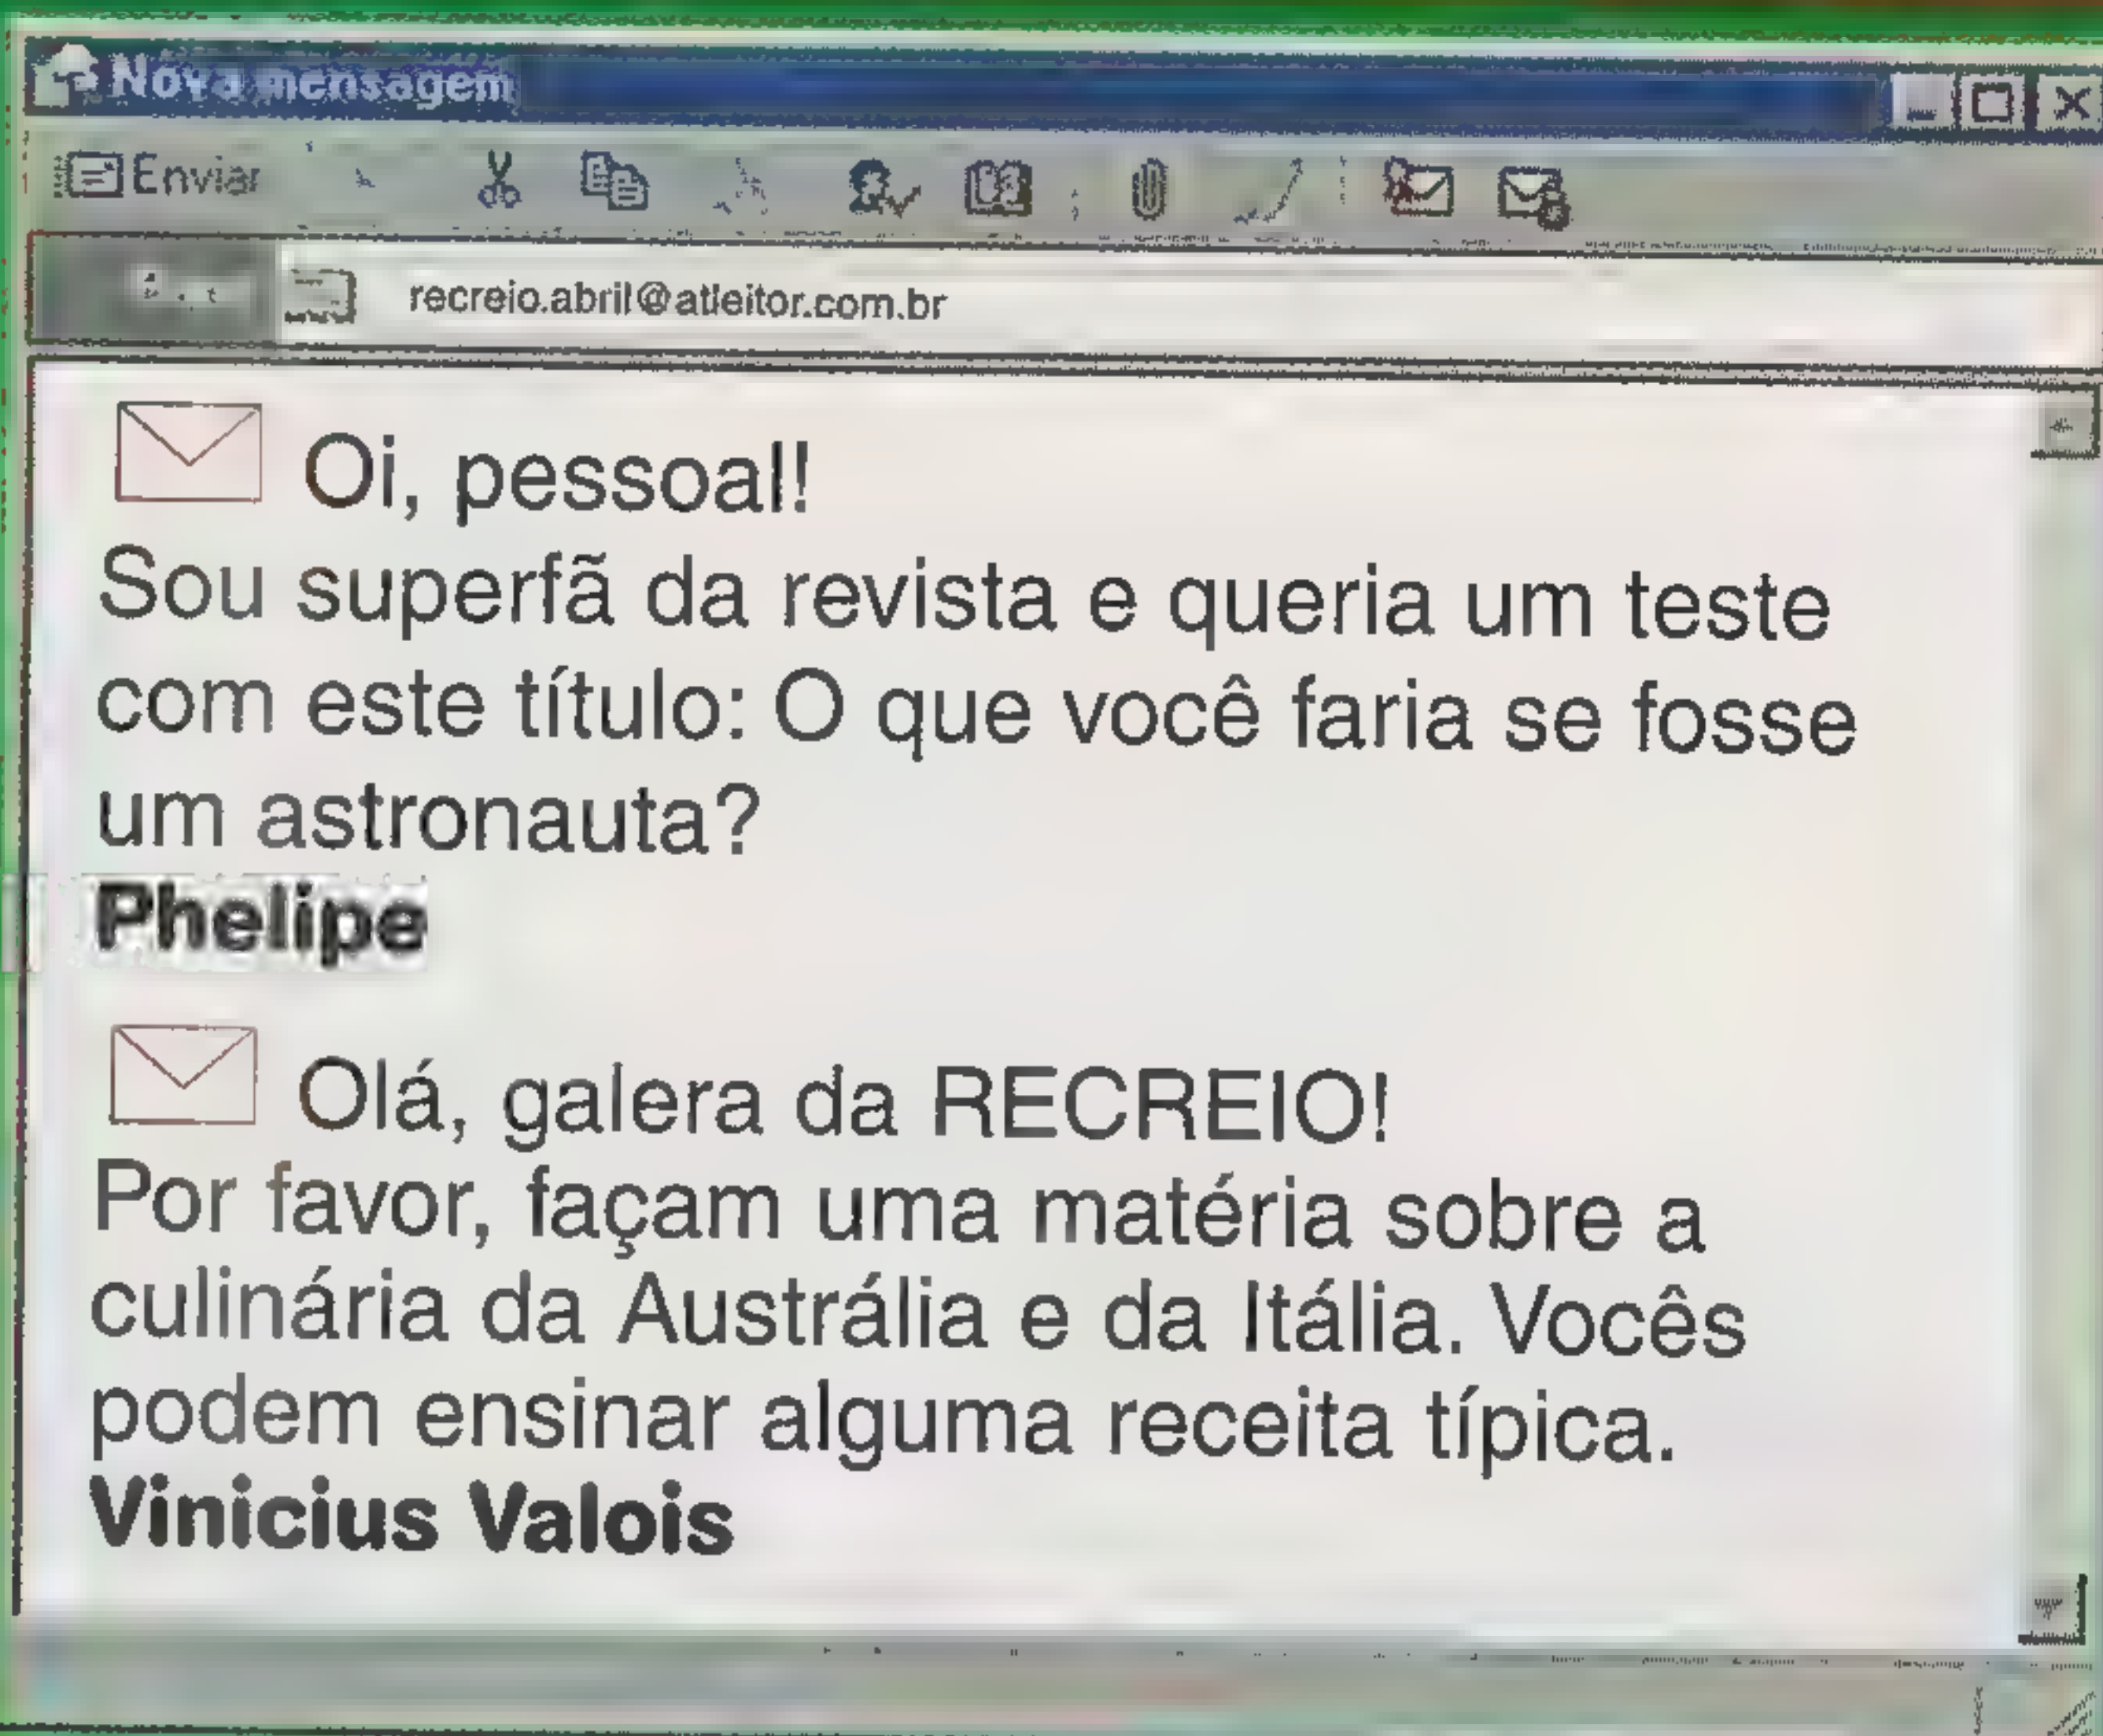 Nova mensagem
Enviar
recreio.abril@atleitor.com.br
Oi, pessoal!
Sou superfã da revista e queria um teste
com este título: O que você faria se fosse
um astronauta?
Phelipe
Olá, galera da RECREIO!
Por favor, façam uma matéria sobre a
culinária da Austrália e da Itália. Vocês
podem ensinar alguma receita típica.
Vinicius Valois